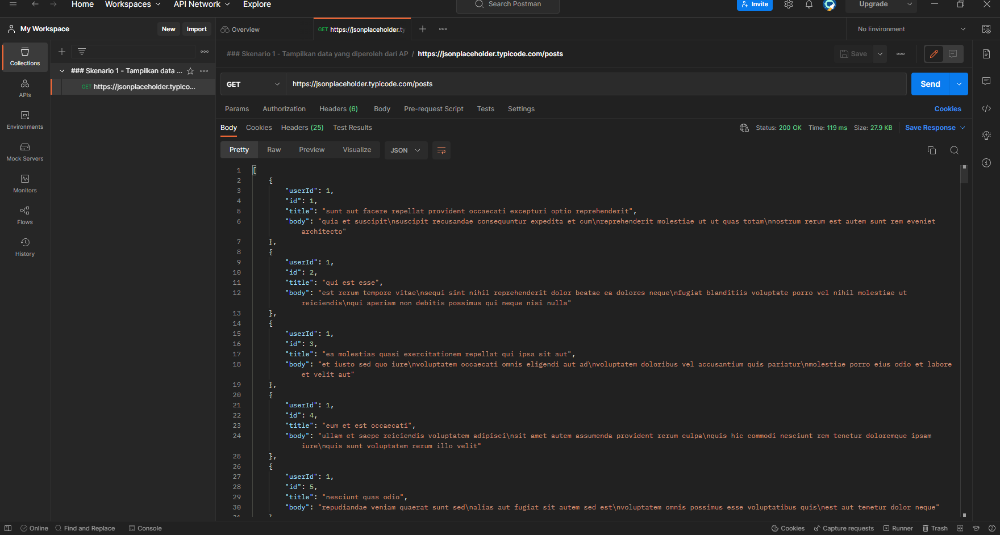 Home
Workspaces
API Network
Explore
Search Postman
Invite
Upgrade
My Workspace
New
Import
Overview
GET https://jsonplaceholder.ty
No Environment
Collections
APIs
Environments
Mock Servers
Monitors
Flows
History
### Skenario 1 - Tampilkan data ...
GET https://jsonplaceholder.typico...
### Skenario 1 - Tampilkan data yang diperoleh dari AP / https://jsonplaceholder.typicode.com/posts
Save
GET
https://jsonplaceholder.typicode.com/posts
Send
Params
Authorization
Headers (6)
Body
Pre-request Script
Tests
Settings
Cookies
Body
Cookies
Headers (25)
Test Results
Status: 200 OK
Time: 119 ms
Size: 27.9 KB
Save Response
Pretty
Raw
Preview
Visualize
JSON
1 [
2 {
3 "userId": 1,
4 "id": 1,
5 "title": "sunt aut facere repellat provident occaecati excepturi optio reprehenderit",
6 "body": "quia et suscipit\nsuscipit recusandae consequuntur expedita et cum\nreprehenderit molestiae ut ut quas totam\nnostrum rerum est autem sunt rem eveniet
architecto"
7 },
8 {
9 "userId": 1,
10 "id": 2,
11 "title": "qui est esse",
12 "body": "est rerum tempore vitae\nsequi sint nihil reprehenderit dolor beatae ea dolores neque\nfugiat blanditiis voluptate porro vel nihil molestiae ut
reiciendis\nqui aperiam non debitis possimus qui neque nisi nulla"
13 },
14 {
15 "userId": 1,
16 "id": 3,
17 "title": "ea molestias quasi exercitationem repellat qui ipsa sit aut",
18 "body": "et iusto sed quo iure\nvoluptatem occaecati omnis eligendi aut ad\nvoluptatem doloribus vel accusantium quis pariatur\nmolestiae porro eius odio et labore
et velit aut"
19 },
20 {
21 "userId": 1,
22 "id": 4,
23 "title": "eum et est occaecati",
24 "body": "ullam et saepe reiciendis voluptatem adipisci\nsit amet autem assumenda provident rerum culpa\nquis hic commodi nesciunt rem tenetur doloremque ipsam
iure\nquis sunt voluptatem rerum illo velit"
25 },
26 {
27 "userId": 1,
28 "id": 5,
29 "title": "nesciunt quas odio",
30 "body": "repudiandae veniam quaerat sunt sed\nalias aut fugiat sit autem sed est\nvoluptatem omnis possimus esse voluptatibus quis\nest aut tenetur dolor neque"
Online
Find and Replace
Console
Cookies
Capture requests
Runner
Trash